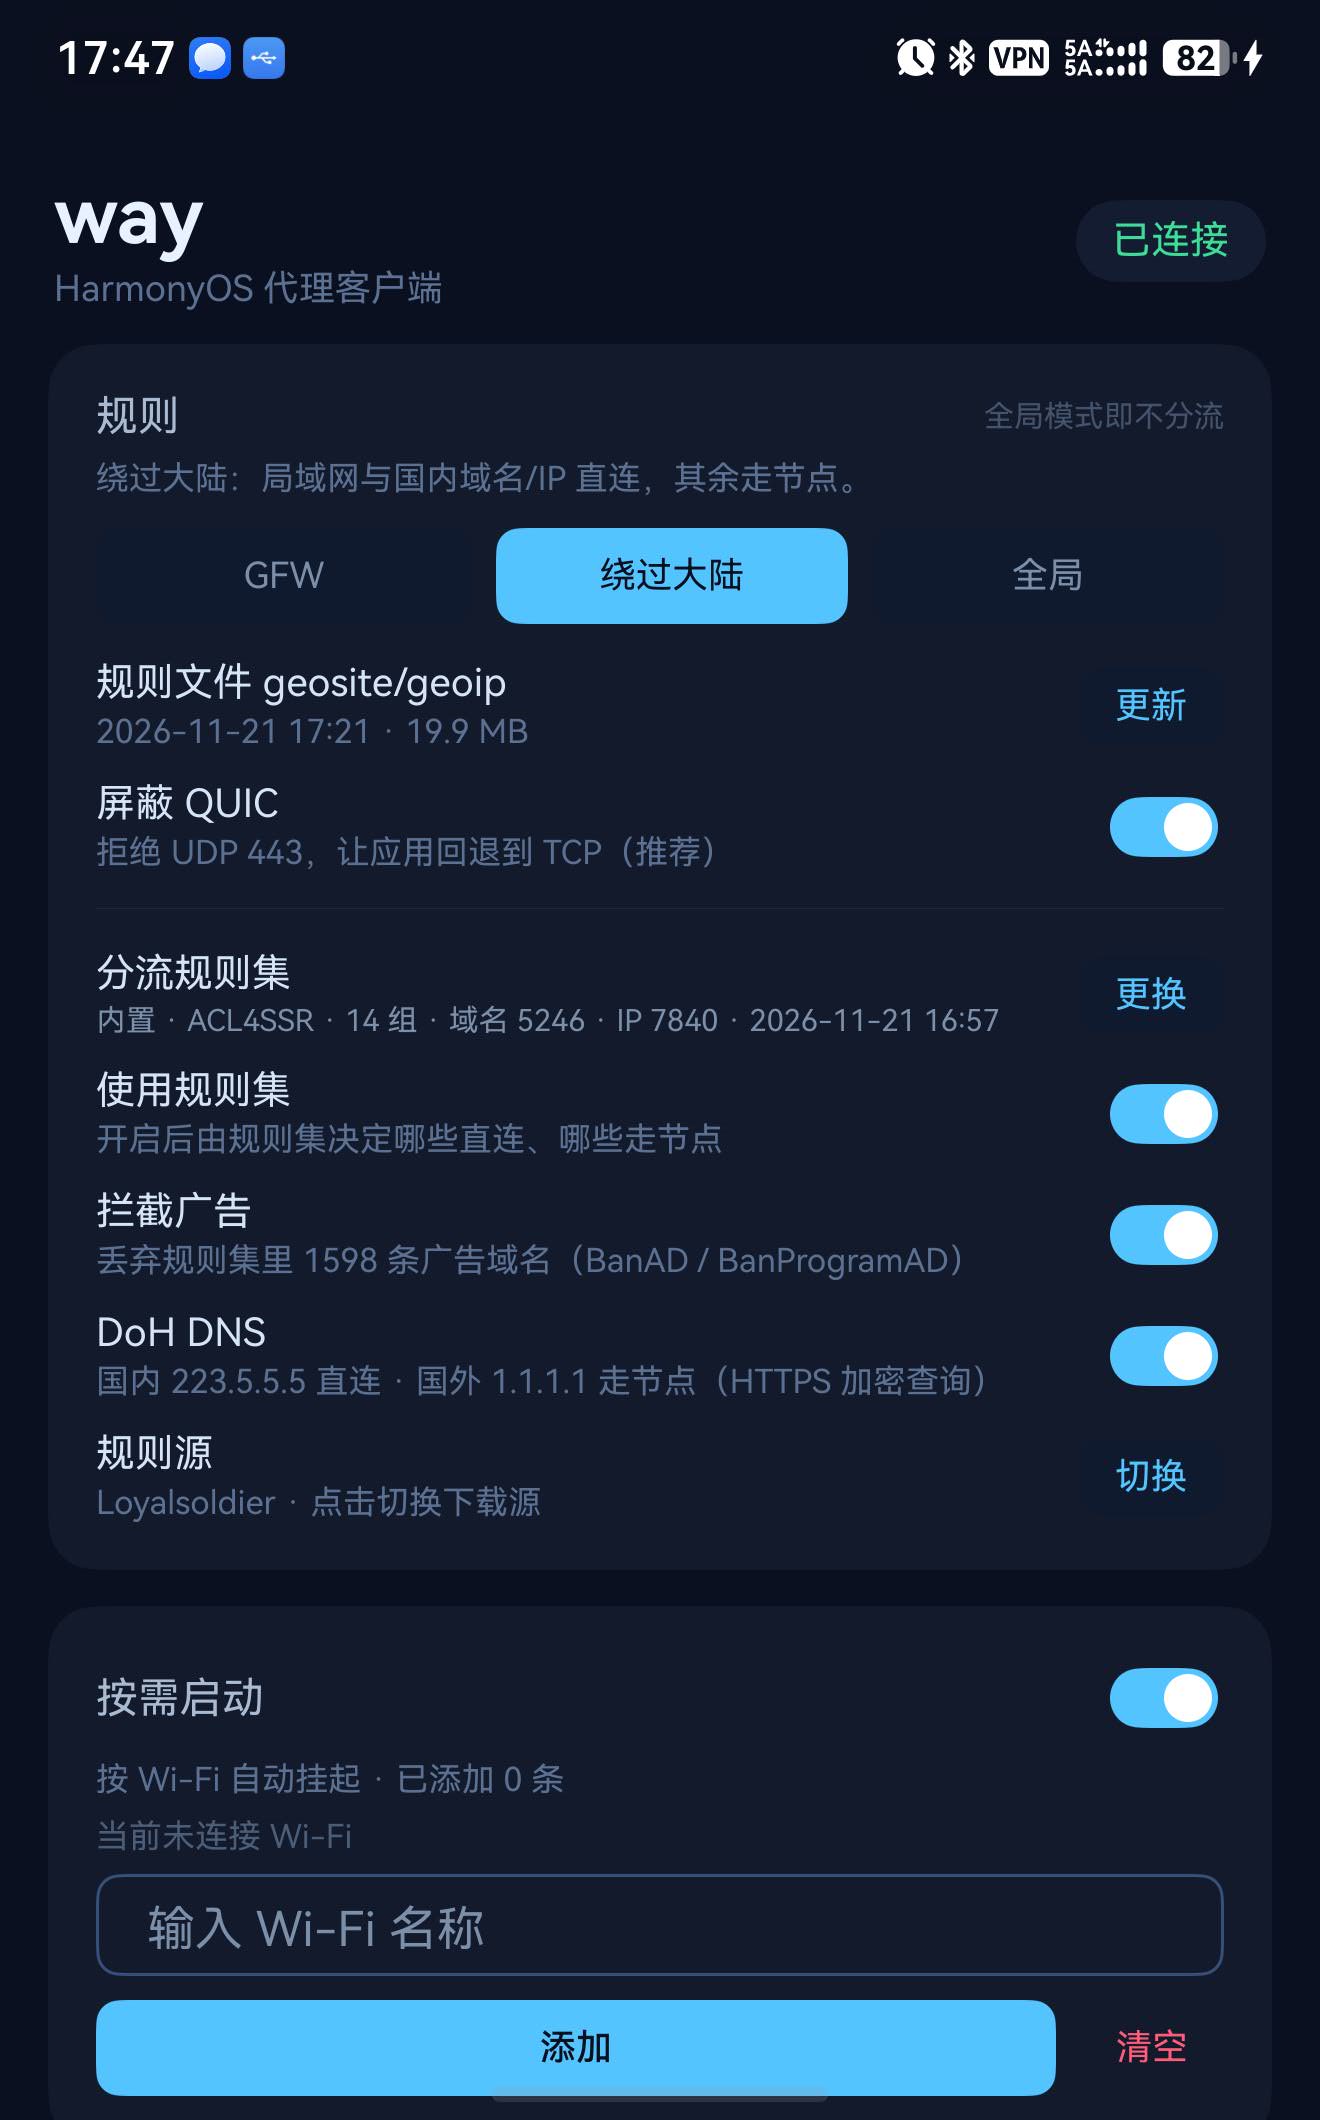 17:47
VPN 5A 5A 82
way
已连接
HarmonyOS 代理客户端
规则
全局模式即不分流
绕过大陆：局域网与国内域名/IP 直连，其余走节点。
GFW
绕过大陆
全局
规则文件 geosite/geoip
更新
2026-11-21 17:21 · 19.9 MB
屏蔽 QUIC
拒绝 UDP 443，让应用回退到 TCP（推荐）
分流规则集
更换
内置 · ACL4SSR · 14 组 · 域名 5246 · IP 7840 · 2026-11-21 16:57
使用规则集
开启后由规则集决定哪些直连、哪些走节点
拦截广告
丢弃规则集里 1598 条广告域名（BanAD / BanProgramAD）
DoH DNS
国内 223.5.5.5 直连 · 国外 1.1.1.1 走节点（HTTPS 加密查询）
规则源
切换
Loyalsoldier · 点击切换下载源
按需启动
按 Wi-Fi 自动挂起 · 已添加 0 条
当前未连接 Wi-Fi
输入 Wi-Fi 名称
添加
清空